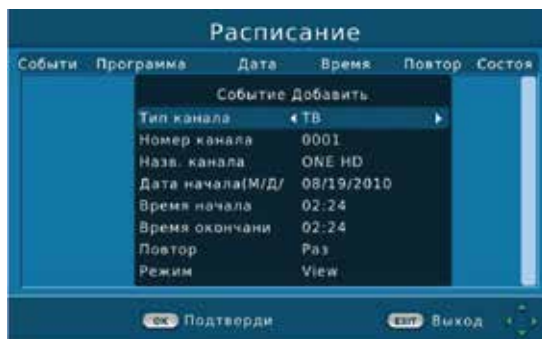 Расписание
Событи Программа Дата Время Повтор Состоя
Событие Добавить
Тип канала ТВ
Номер канала 0001
Назв. канала ONE HD
Дата начала(М/Д/ 08/19/2010
Время начала 02:24
Время окончани 02:24
Повтор Раз
Режим View
OK Подтверди EXIT Выход